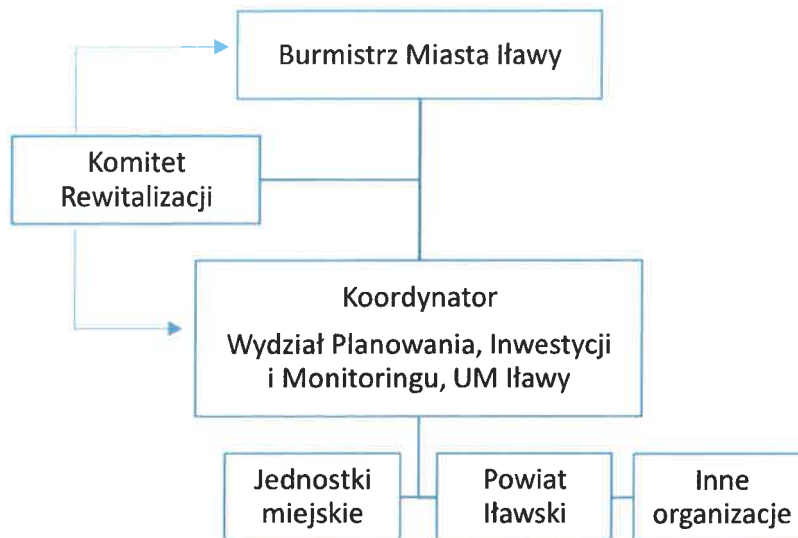 Burmistrz Miasta Iławy
Komitet
Rewitalizacji
Koordynator
Wydział Planowania, Inwestycji
i Monitoringu, UM Iławy
Jednostki
miejskie
Powiat
Iławski
Inne
organizacje